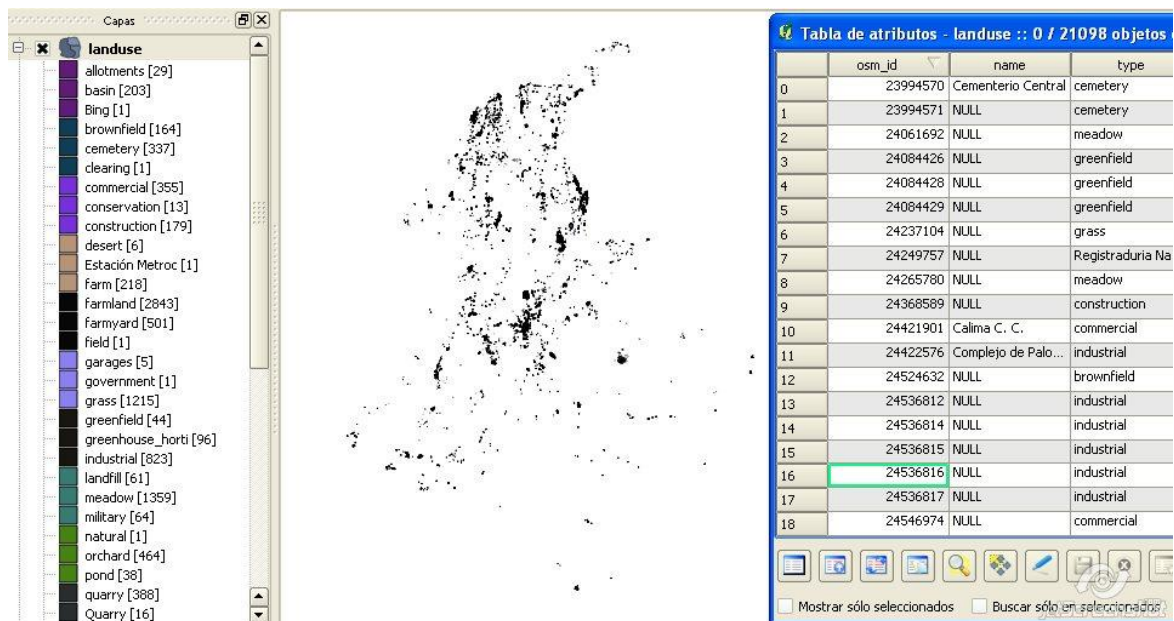 Capas
landuse
allotments [29]
basin [203]
Bing [1]
brownfield [164]
cemetery [337]
clearing [1]
commercial [355]
conservation [13]
construction [179]
desert [6]
Estación Metroc [1]
farm [218]
farmland [2843]
farmyard [501]
field [1]
garages [5]
government [1]
grass [1215]
greenfield [44]
greenhouse_horti [96]
industrial [823]
landfill [61]
meadow [1359]
military [64]
natural [1]
orchard [464]
pond [38]
quarry [388]
Quarry [16]
Tabla de atributos - landuse :: 0 / 21098 objetos
osm_id name type
0 23994570 Cementerio Central cemetery
1 23994571 NULL cemetery
2 24061692 NULL meadow
3 24084426 NULL greenfield
4 24084428 NULL greenfield
5 24084429 NULL greenfield
6 24237104 NULL grass
7 24249757 NULL Registraduria Na
8 24265780 NULL meadow
9 24368589 NULL construction
10 24421901 Calima C. C. commercial
11 24422576 Complejo de Palo... industrial
12 24524632 NULL brownfield
13 24536812 NULL industrial
14 24536814 NULL industrial
15 24536815 NULL industrial
16 24536816 NULL industrial
17 24536817 NULL industrial
18 24546974 NULL commercial
Mostrar sólo seleccionados Buscar sólo en seleccionados